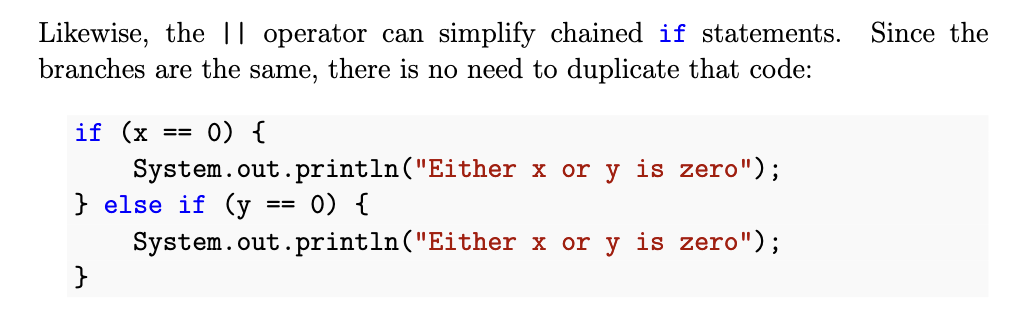 Likewise, the || operator can simplify chained if statements. Since the
branches are the same, there is no need to duplicate that code:
if (x == 0) {
    System.out.println("Either x or y is zero");
} else if (y == 0) {
    System.out.println("Either x or y is zero");
}